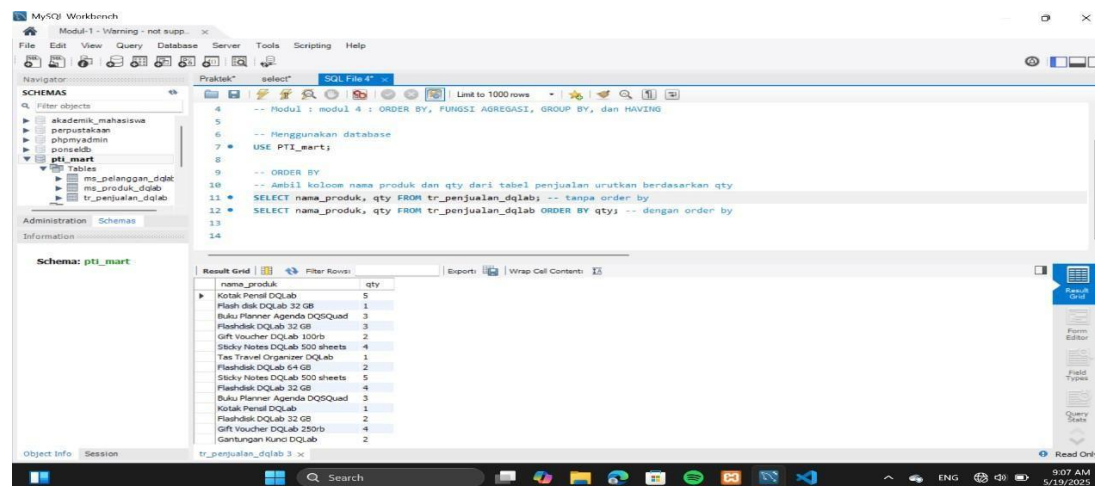 MySQL Workbench
Modul-1 - Warning - not supp..
File Edit View Query Database Server Tools Scripting Help
Navigator
Praktek* select* SQL File 4*
SCHEMAS
Limit to 1000 rows
Filter objects
4 -- Modul : modul 4 : ORDER BY, FUNGSI AGREGASI, GROUP BY, dan HAVING
akademik_mahasiswa
5
perpustakaan
6 -- Menggunakan database
phpmyadmin
7 USE PTI_mart;
ponseldb
8
pti_mart
Tables
9 -- ORDER BY
ms_pelanggan_dqlab
10 -- Ambil koloom nama produk dan qty dari tabel penjualan urutkan berdasarkan qty
ms_produk_dqlab
11 SELECT nama_produk, qty FROM tr_penjualan_dqlab; -- tanpa order by
tr_penjualan_dqlab
12 SELECT nama_produk, qty FROM tr_penjualan_dqlab ORDER BY qty; -- dengan order by
Administration Schemas
13
Information
14
Schema: pti_mart
Result Grid Filter Rows: Export: Wrap Cell Content:
nama_produk qty
Kotak Pensil DQLab 5
Flash disk DQLab 32 GB 1
Buku Planner Agenda DQSQuad 3
Flashdisk DQLab 32 GB 3
Gift Voucher DQLab 100rb 2
Sticky Notes DQLab 500 sheets 4
Tas Travel Organizer DQLab 1
Flashdisk DQLab 64 GB 2
Sticky Notes DQLab 500 sheets 5
Flashdisk DQLab 32 GB 4
Buku Planner Agenda DQSQuad 3
Kotak Pensil DQLab 1
Flashdisk DQLab 32 GB 2
Gift Voucher DQLab 250rb 4
Gantungan Kunci DQLab 2
Result Grid
Form Editor
Field Types
Query Stats
Object Info Session
tr_penjualan_dqlab 3
Read Onl
Search
ENG
9:07 AM
5/19/2025